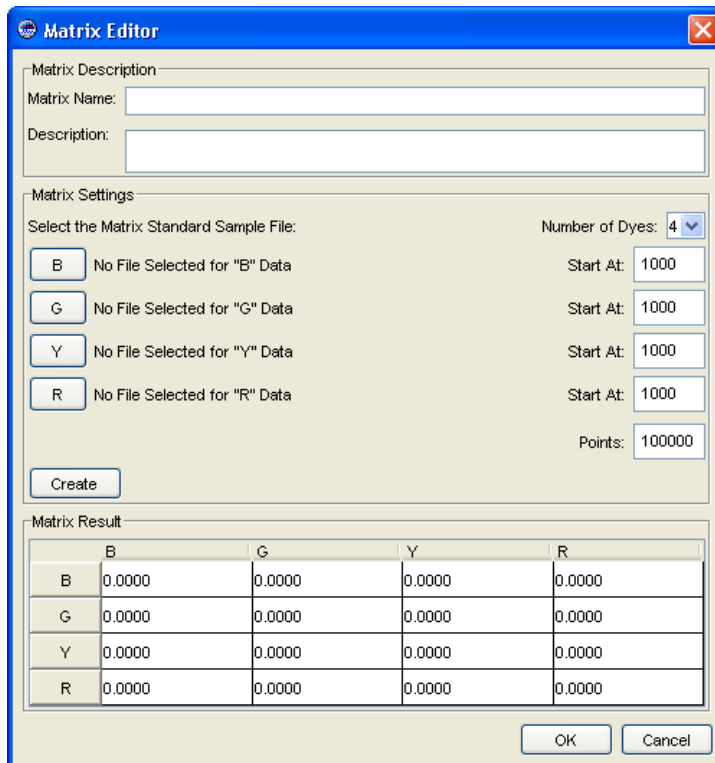 Matrix Editor
Matrix Description
Matrix Name:
Description:
Matrix Settings
Select the Matrix Standard Sample File: Number of Dyes: 4
B No File Selected for "B" Data Start At: 1000
G No File Selected for "G" Data Start At: 1000
Y No File Selected for "Y" Data Start At: 1000
R No File Selected for "R" Data Start At: 1000
Points: 100000
Create
Matrix Result
B G Y R
B 0.0000 0.0000 0.0000 0.0000
G 0.0000 0.0000 0.0000 0.0000
Y 0.0000 0.0000 0.0000 0.0000
R 0.0000 0.0000 0.0000 0.0000
OK Cancel